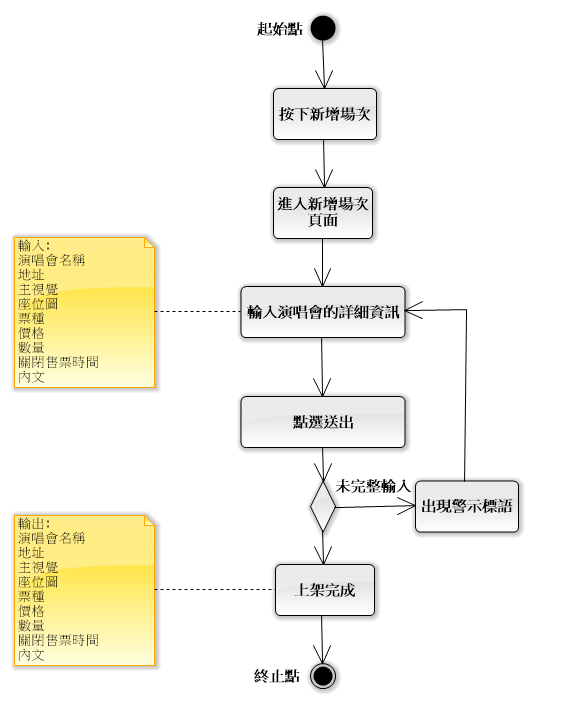 起始點
按下新增場次
進入新增場次
頁面
輸入:
演唱會名稱
地址
主視覺
座位圖
票種
價格
數量
關閉售票時間
內文
輸入演唱會的詳細資訊
點選送出
未完整輸入
出現警示標語
輸出:
演唱會名稱
地址
主視覺
座位圖
票種
價格
數量
關閉售票時間
內文
上架完成
終止點